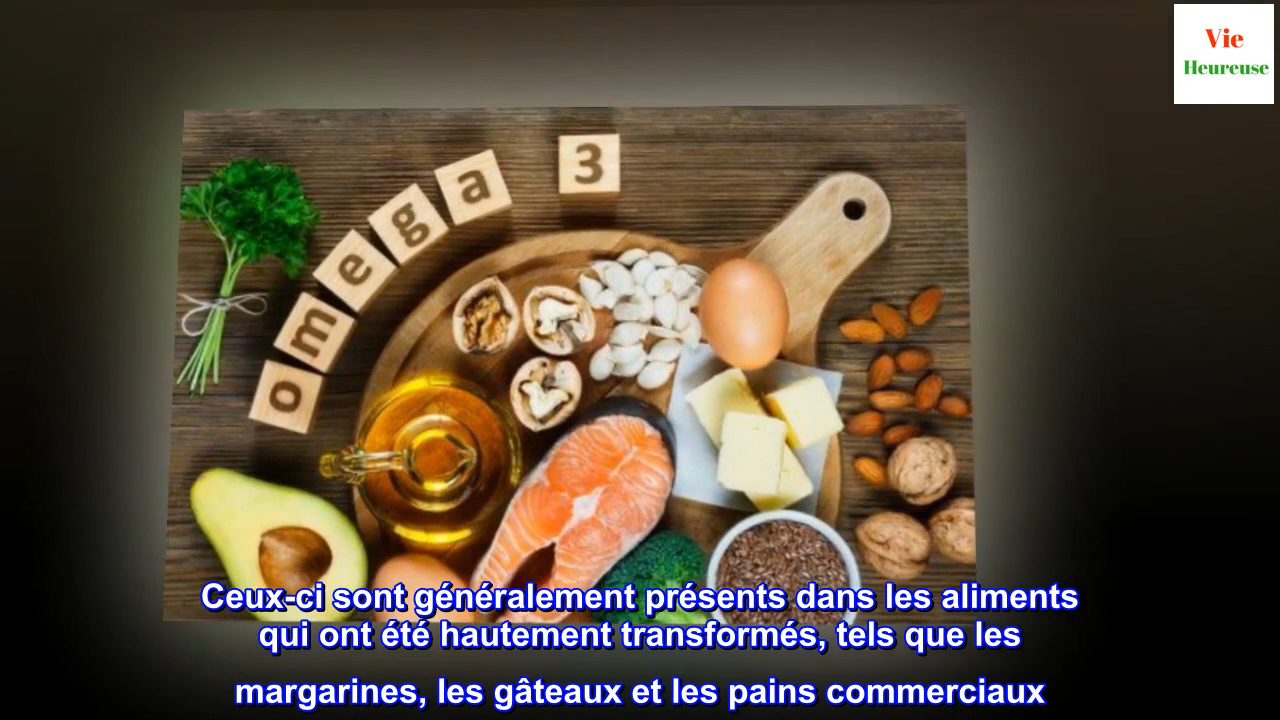 Vie
Heureuse
omega 3
Ceux-ci sont généralement présents dans les aliments
qui ont été hautement transformés, tels que les
margarines, les gâteaux et les pains commerciaux